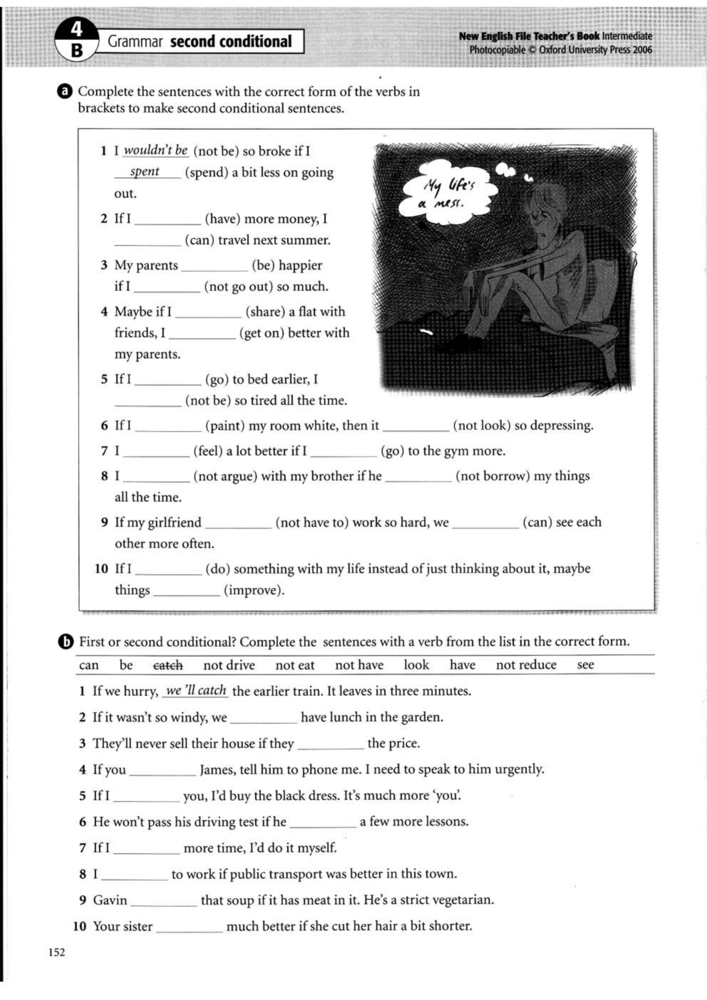 4
B
Grammar second conditional
New English File Teacher's Book Intermediate
Photocopiable © Oxford University Press 2006
a Complete the sentences with the correct form of the verbs in
brackets to make second conditional sentences.
1 I wouldn't be (not be) so broke if I
spent (spend) a bit less on going
out.
2 If I __________ (have) more money, I
__________ (can) travel next summer.
3 My parents __________ (be) happier
if I __________ (not go out) so much.
4 Maybe if I __________ (share) a flat with
friends, I __________ (get on) better with
my parents.
5 If I __________ (go) to bed earlier, I
__________ (not be) so tired all the time.
My life's
a mess.
6 If I __________ (paint) my room white, then it __________ (not look) so depressing.
7 I __________ (feel) a lot better if I __________ (go) to the gym more.
8 I __________ (not argue) with my brother if he __________ (not borrow) my things
all the time.
9 If my girlfriend __________ (not have to) work so hard, we __________ (can) see each
other more often.
10 If I __________ (do) something with my life instead of just thinking about it, maybe
things __________ (improve).
b First or second conditional? Complete the sentences with a verb from the list in the correct form.
can be catch not drive not eat not have look have not reduce see
1 If we hurry, we 'll catch the earlier train. It leaves in three minutes.
2 If it wasn't so windy, we __________ have lunch in the garden.
3 They'll never sell their house if they __________ the price.
4 If you __________ James, tell him to phone me. I need to speak to him urgently.
5 If I __________ you, I'd buy the black dress. It's much more 'you'.
6 He won't pass his driving test if he __________ a few more lessons.
7 If I __________ more time, I'd do it myself.
8 I __________ to work if public transport was better in this town.
9 Gavin __________ that soup if it has meat in it. He's a strict vegetarian.
10 Your sister __________ much better if she cut her hair a bit shorter.
152